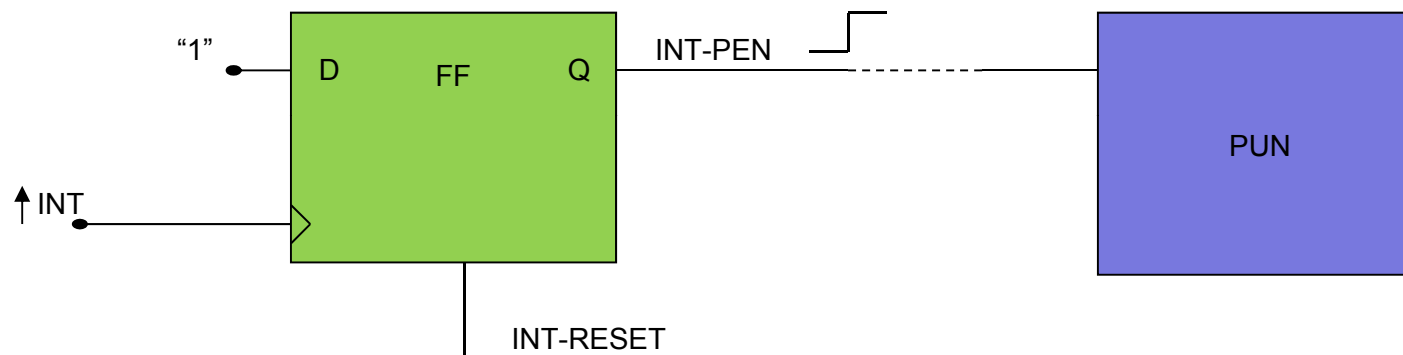 “1”
D
FF
Q
INT-PEN
PUN
INT
INT-RESET